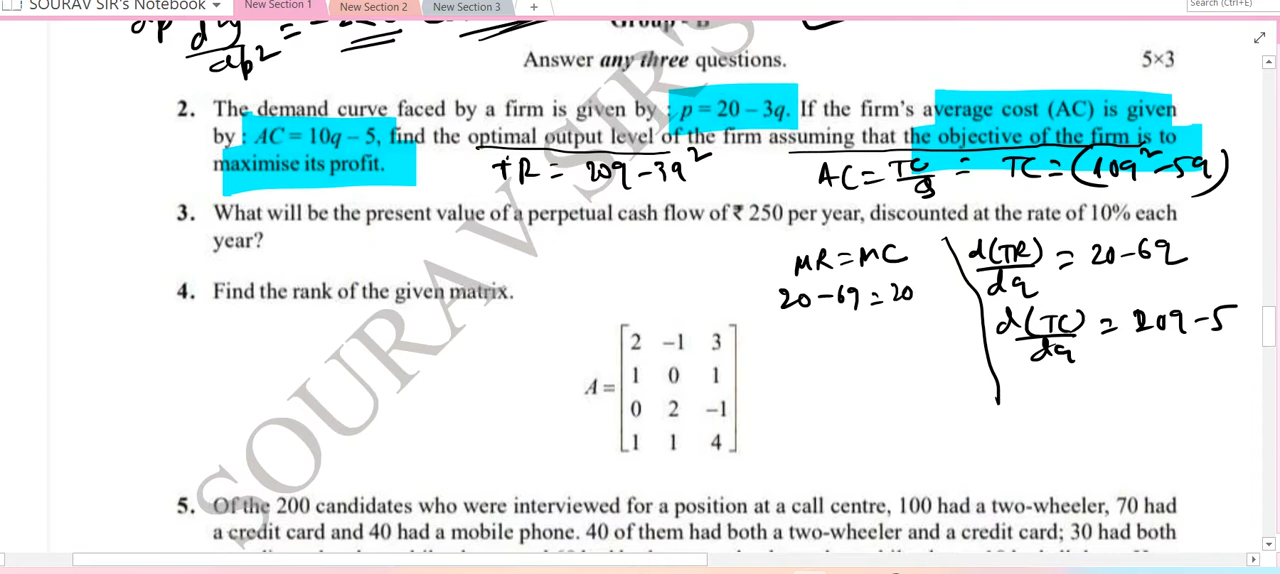 SOURAV SIR's Notebook
New Section 1
New Section 2
New Section 3
+
Search (Ctrl+E)
Group - B
Answer any three questions. 5×3
2. The demand curve faced by a firm is given by : p = 20 – 3q. If the firm's average cost (AC) is given
by : AC = 10q – 5, find the optimal output level of the firm assuming that the objective of the firm is to
maximise its profit.
TR = 20q - 3q²
AC = TC/q = TC = (10q² - 5q)
3. What will be the present value of a perpetual cash flow of ₹ 250 per year, discounted at the rate of 10% each
year?
MR = MC
20 - 6q = 20
d(TR)/dq = 20 - 6q
d(TC)/dq = 20q - 5
4. Find the rank of the given matrix.
2 –1 3
1 0 1
A = 0 2 –1
1 1 4
5. Of the 200 candidates who were interviewed for a position at a call centre, 100 had a two-wheeler, 70 had
a credit card and 40 had a mobile phone. 40 of them had both a two-wheeler and a credit card; 30 had both
SOURAV SIR'S